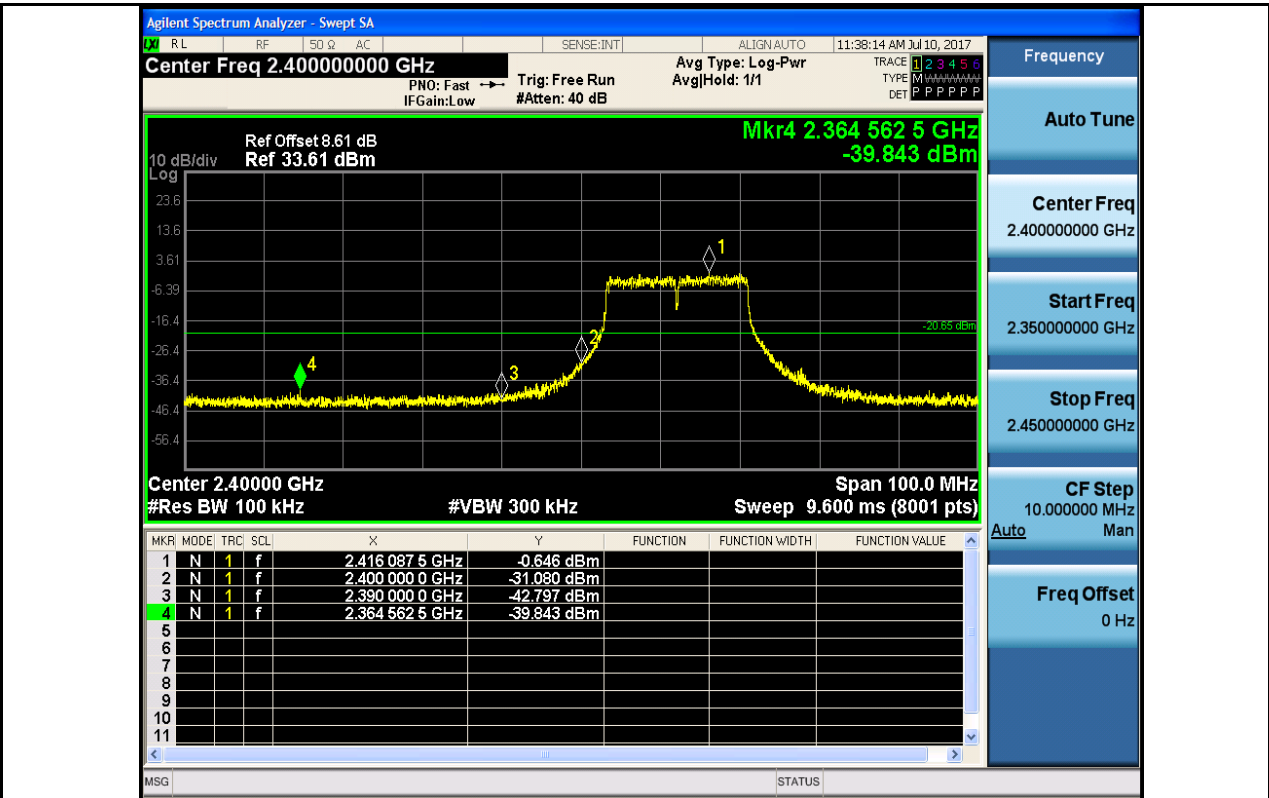 Agilent Spectrum Analyzer - Swept SA
LXI RL RF 50 Ω AC SENSE:INT ALIGNAUTO 11:38:14 AM Jul 10, 2017
Center Freq 2.400000000 GHz
PNO: Fast
IFGain:Low
Trig: Free Run
#Atten: 40 dB
Avg Type: Log-Pwr
Avg|Hold: 1/1
TRACE 1 2 3 4 5 6
TYPE M
DET P P P P P P
Mkr4 2.364 562 5 GHz
-39.843 dBm
Ref Offset 8.61 dB
10 dB/div Ref 33.61 dBm
Log
23.6
13.6
3.61
-6.39
-16.4
-26.4
-36.4
-46.4
-56.4
1
2
3
4
-20.65 dBm
Center 2.40000 GHz Span 100.0 MHz
#Res BW 100 kHz #VBW 300 kHz Sweep 9.600 ms (8001 pts)
MKR MODE TRC SCL X Y FUNCTION FUNCTION WIDTH FUNCTION VALUE
1 N 1 f 2.416 087 5 GHz -0.646 dBm
2 N 1 f 2.400 000 0 GHz -31.080 dBm
3 N 1 f 2.390 000 0 GHz -42.797 dBm
4 N 1 f 2.364 562 5 GHz -39.843 dBm
5
6
7
8
9
10
11
MSG STATUS
Frequency
Auto Tune
Center Freq
2.400000000 GHz
Start Freq
2.350000000 GHz
Stop Freq
2.450000000 GHz
CF Step
10.000000 MHz
Auto Man
Freq Offset
0 Hz